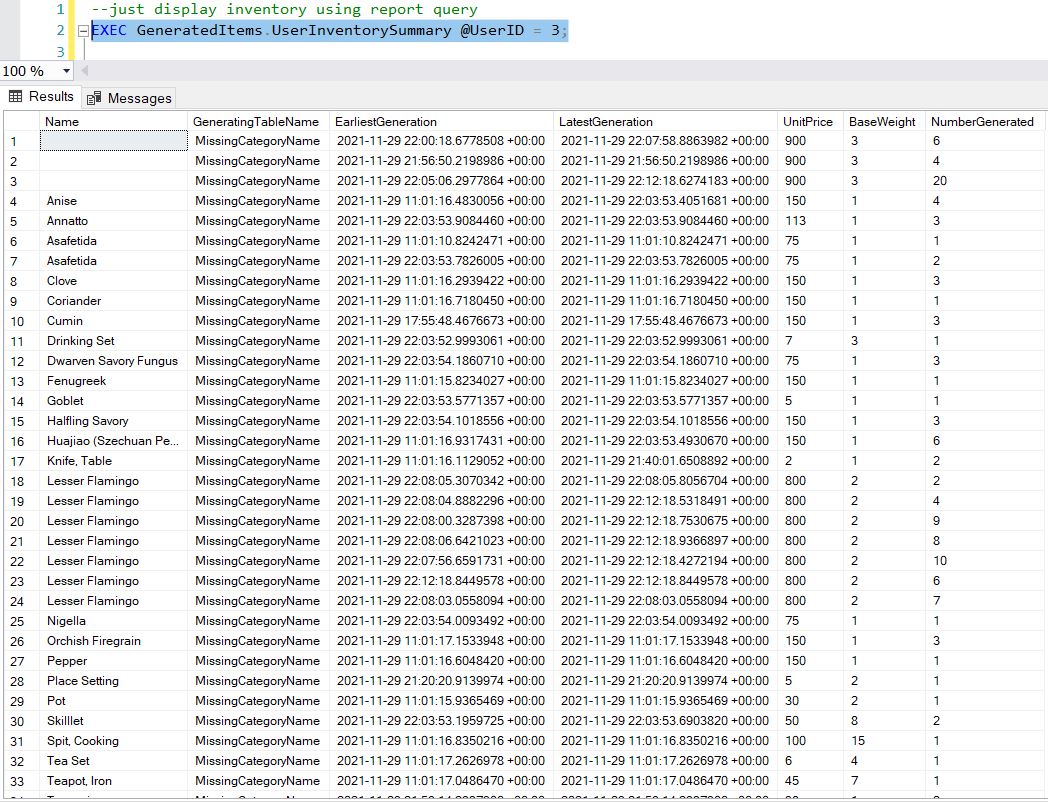 1 --just display inventory using report query
2 EXEC GeneratedItems.UserInventorySummary @UserID = 3;
3
100 %
Results Messages
Name GeneratingTableName EarliestGeneration LatestGeneration UnitPrice BaseWeight NumberGenerated
1 MissingCategoryName 2021-11-29 22:00:18.6778508 +00:00 2021-11-29 22:07:58.8863982 +00:00 900 3 6
2 MissingCategoryName 2021-11-29 21:56:50.2198986 +00:00 2021-11-29 21:56:50.2198986 +00:00 900 3 4
3 MissingCategoryName 2021-11-29 22:05:06.2977864 +00:00 2021-11-29 22:12:18.6274183 +00:00 900 3 20
4 Anise MissingCategoryName 2021-11-29 11:01:16.4830056 +00:00 2021-11-29 22:03:53.4051681 +00:00 150 1 4
5 Annatto MissingCategoryName 2021-11-29 22:03:53.9084460 +00:00 2021-11-29 22:03:53.9084460 +00:00 113 1 3
6 Asafetida MissingCategoryName 2021-11-29 11:01:10.8242471 +00:00 2021-11-29 11:01:10.8242471 +00:00 75 1 1
7 Asafetida MissingCategoryName 2021-11-29 22:03:53.7826005 +00:00 2021-11-29 22:03:53.7826005 +00:00 75 1 2
8 Clove MissingCategoryName 2021-11-29 11:01:16.2939422 +00:00 2021-11-29 11:01:16.2939422 +00:00 150 1 3
9 Coriander MissingCategoryName 2021-11-29 11:01:16.7180450 +00:00 2021-11-29 11:01:16.7180450 +00:00 150 1 1
10 Cumin MissingCategoryName 2021-11-29 17:55:48.4676673 +00:00 2021-11-29 17:55:48.4676673 +00:00 150 1 3
11 Drinking Set MissingCategoryName 2021-11-29 22:03:52.9993061 +00:00 2021-11-29 22:03:52.9993061 +00:00 7 3 1
12 Dwarven Savory Fungus MissingCategoryName 2021-11-29 22:03:54.1860710 +00:00 2021-11-29 22:03:54.1860710 +00:00 75 1 3
13 Fenugreek MissingCategoryName 2021-11-29 11:01:15.8234027 +00:00 2021-11-29 11:01:15.8234027 +00:00 150 1 1
14 Goblet MissingCategoryName 2021-11-29 22:03:53.5771357 +00:00 2021-11-29 22:03:53.5771357 +00:00 5 1 1
15 Halfling Savory MissingCategoryName 2021-11-29 22:03:54.1018556 +00:00 2021-11-29 22:03:54.1018556 +00:00 150 1 3
16 Huajiao (Szechuan Pe... MissingCategoryName 2021-11-29 11:01:16.9317431 +00:00 2021-11-29 22:03:53.4930670 +00:00 150 1 6
17 Knife, Table MissingCategoryName 2021-11-29 11:01:16.1129052 +00:00 2021-11-29 21:40:01.6508892 +00:00 2 1 2
18 Lesser Flamingo MissingCategoryName 2021-11-29 22:08:05.3070342 +00:00 2021-11-29 22:08:05.8056704 +00:00 800 2 2
19 Lesser Flamingo MissingCategoryName 2021-11-29 22:08:04.8882296 +00:00 2021-11-29 22:12:18.5318491 +00:00 800 2 4
20 Lesser Flamingo MissingCategoryName 2021-11-29 22:08:00.3287398 +00:00 2021-11-29 22:12:18.7530675 +00:00 800 2 9
21 Lesser Flamingo MissingCategoryName 2021-11-29 22:08:06.6421023 +00:00 2021-11-29 22:12:18.9366897 +00:00 800 2 8
22 Lesser Flamingo MissingCategoryName 2021-11-29 22:07:56.6591731 +00:00 2021-11-29 22:12:18.4272194 +00:00 800 2 10
23 Lesser Flamingo MissingCategoryName 2021-11-29 22:12:18.8449578 +00:00 2021-11-29 22:12:18.8449578 +00:00 800 2 6
24 Lesser Flamingo MissingCategoryName 2021-11-29 22:08:03.0558094 +00:00 2021-11-29 22:08:03.0558094 +00:00 800 2 7
25 Nigella MissingCategoryName 2021-11-29 22:03:54.0093492 +00:00 2021-11-29 22:03:54.0093492 +00:00 75 1 1
26 Orchish Firegrain MissingCategoryName 2021-11-29 11:01:17.1533948 +00:00 2021-11-29 11:01:17.1533948 +00:00 150 1 3
27 Pepper MissingCategoryName 2021-11-29 11:01:16.6048420 +00:00 2021-11-29 11:01:16.6048420 +00:00 150 1 1
28 Place Setting MissingCategoryName 2021-11-29 21:20:20.9139974 +00:00 2021-11-29 21:20:20.9139974 +00:00 5 2 1
29 Pot MissingCategoryName 2021-11-29 11:01:15.9365469 +00:00 2021-11-29 11:01:15.9365469 +00:00 30 2 1
30 Skilllet MissingCategoryName 2021-11-29 22:03:53.1959725 +00:00 2021-11-29 22:03:53.6903820 +00:00 50 8 2
31 Spit, Cooking MissingCategoryName 2021-11-29 11:01:16.8350216 +00:00 2021-11-29 11:01:16.8350216 +00:00 100 15 1
32 Tea Set MissingCategoryName 2021-11-29 11:01:17.2626978 +00:00 2021-11-29 11:01:17.2626978 +00:00 6 4 1
33 Teapot, Iron MissingCategoryName 2021-11-29 11:01:17.0486470 +00:00 2021-11-29 11:01:17.0486470 +00:00 45 7 1